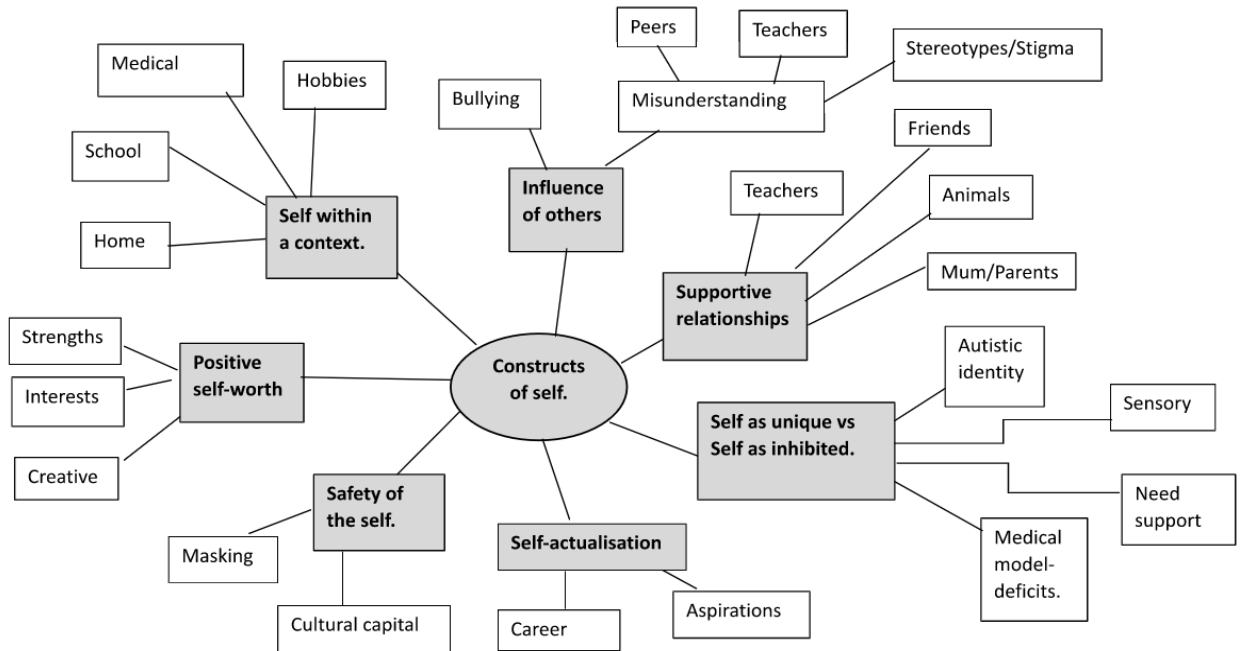 Peers
Teachers
Stereotypes/Stigma
Medical
Hobbies
Bullying
Misunderstanding
School
Friends
Influence
of others
Teachers
Animals
Self within
a context.
Home
Mum/Parents
Supportive
relationships
Strengths
Positive
self-worth
Interests
Constructs
of self.
Autistic
identity
Sensory
Self as unique vs
Self as inhibited.
Creative
Safety of
the self.
Need
support
Masking
Self-actualisation
Medical
model-
deficits.
Cultural capital
Career
Aspirations